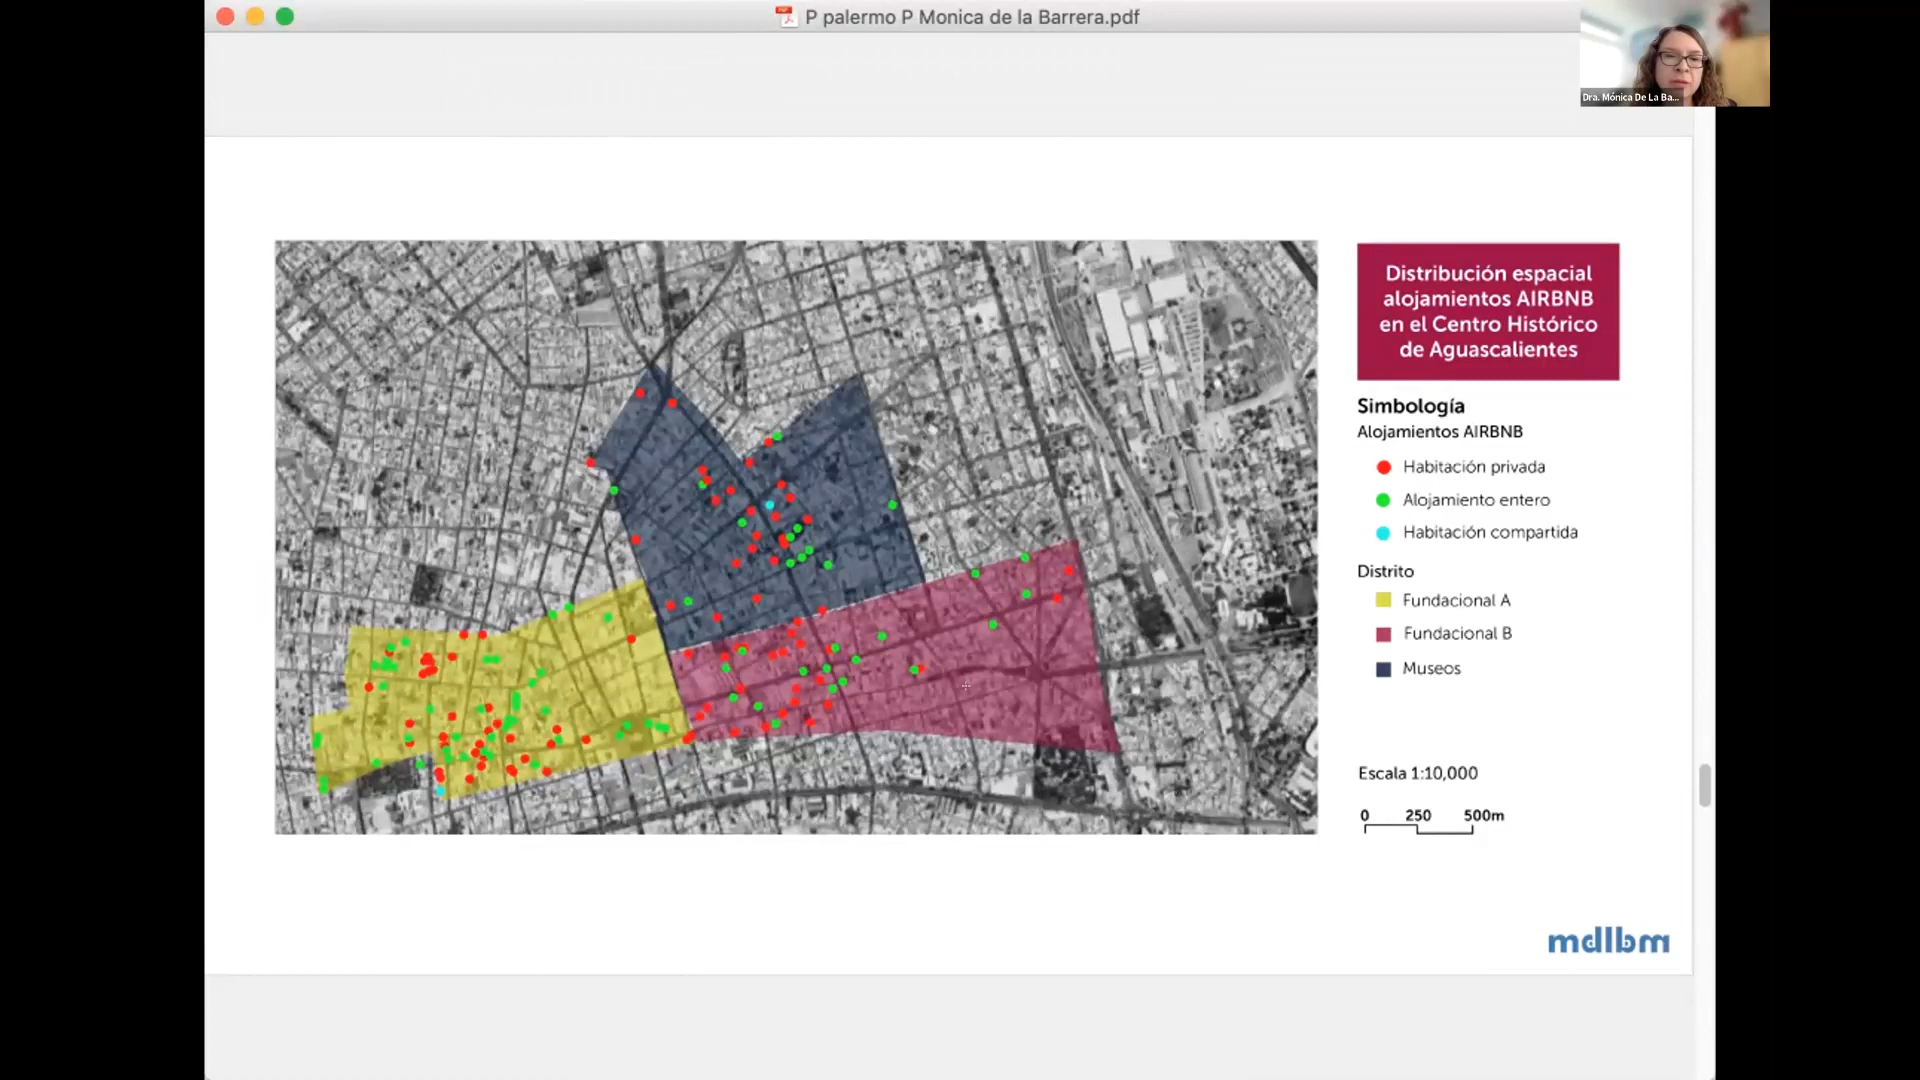 P palermo P Monica de la Barrera.pdf
Dra. Mónica De La Ba...
Distribución espacial
alojamientos AIRBNB
en el Centro Histórico
de Aguascalientes
Simbología
Alojamientos AIRBNB
Habitación privada
Alojamiento entero
Habitación compartida
Distrito
Fundacional A
Fundacional B
Museos
Escala 1:10,000
0 250 500m
mdlbm